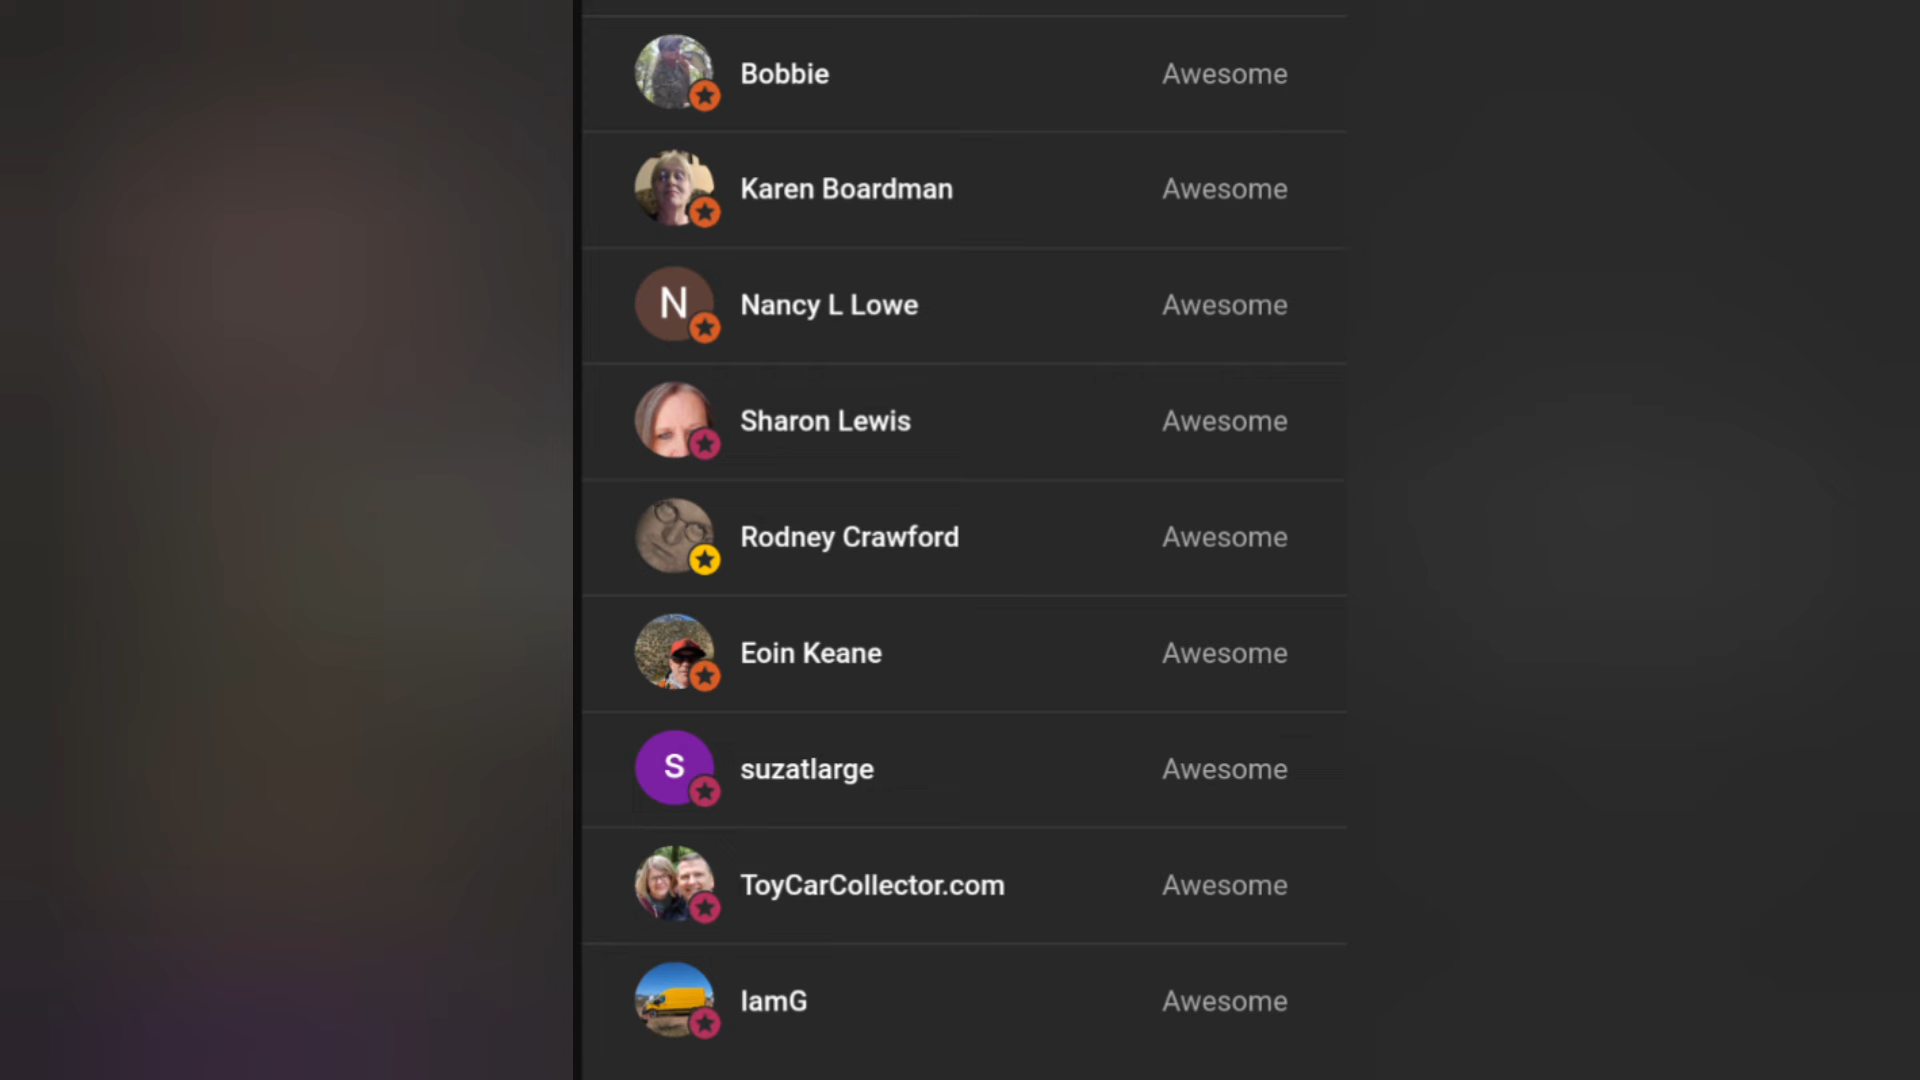 Bobbie Awesome
Karen Boardman Awesome
N Nancy L Lowe Awesome
Sharon Lewis Awesome
Rodney Crawford Awesome
Eoin Keane Awesome
S suzatlarge Awesome
ToyCarCollector.com Awesome
IamG Awesome